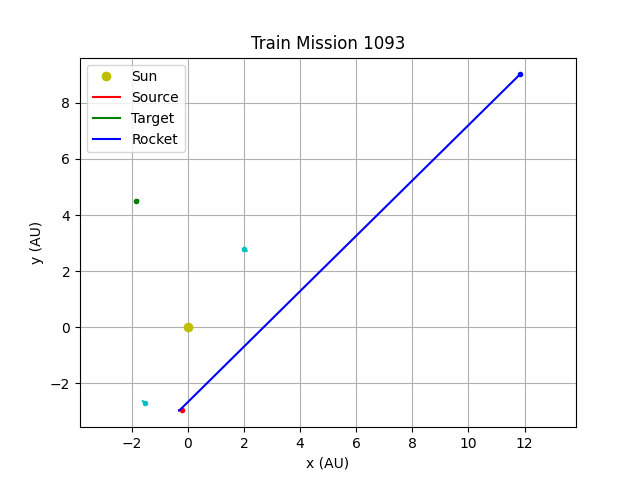 Train Mission 1093
Sun
Source
Target
Rocket
y (AU)
8
6
4
2
0
−2
−2 0 2 4 6 8 10 12
x (AU)